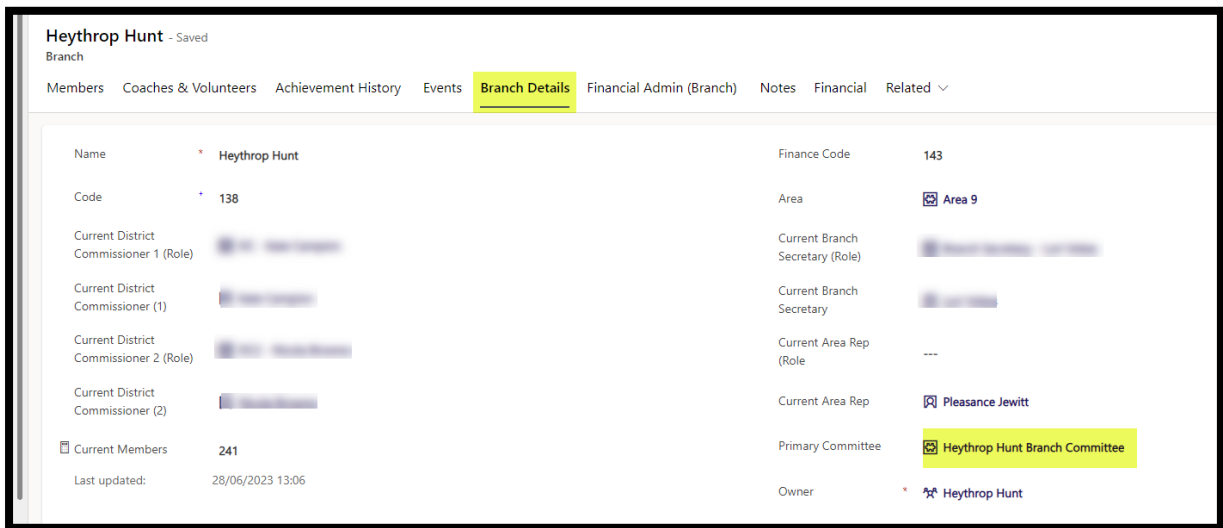 Heythrop Hunt - Saved
Branch
Members Coaches & Volunteers Achievement History Events Branch Details Financial Admin (Branch) Notes Financial Related
Name * Heythrop Hunt
Code + 138
Current District
Commissioner 1 (Role)
Current District
Commissioner (1)
Current District
Commissioner 2 (Role)
Current District
Commissioner (2)
Current Members 241
Last updated: 28/06/2023 13:06
Finance Code 143
Area Area 9
Current Branch
Secretary (Role)
Current Branch
Secretary
Current Area Rep
(Role ---
Current Area Rep Pleasance Jewitt
Primary Committee Heythrop Hunt Branch Committee
Owner * Heythrop Hunt